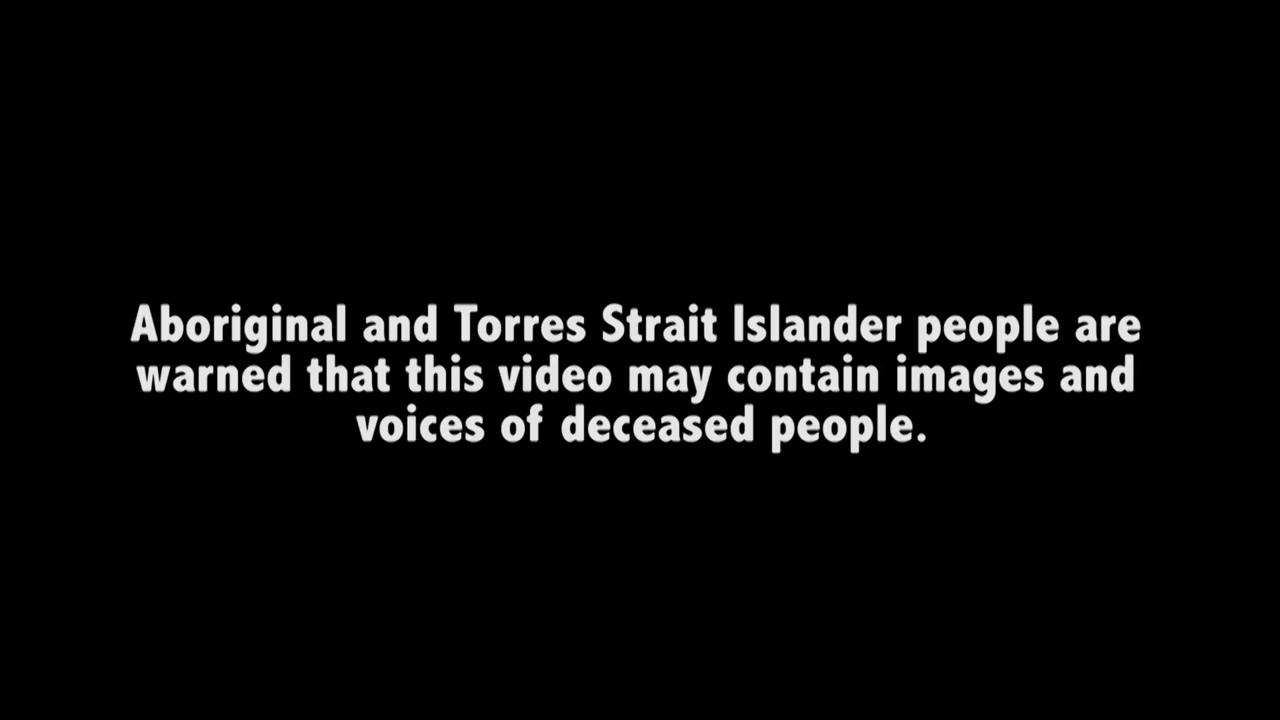 Aboriginal and Torres Strait Islander people are
warned that this video may contain images and
voices of deceased people.